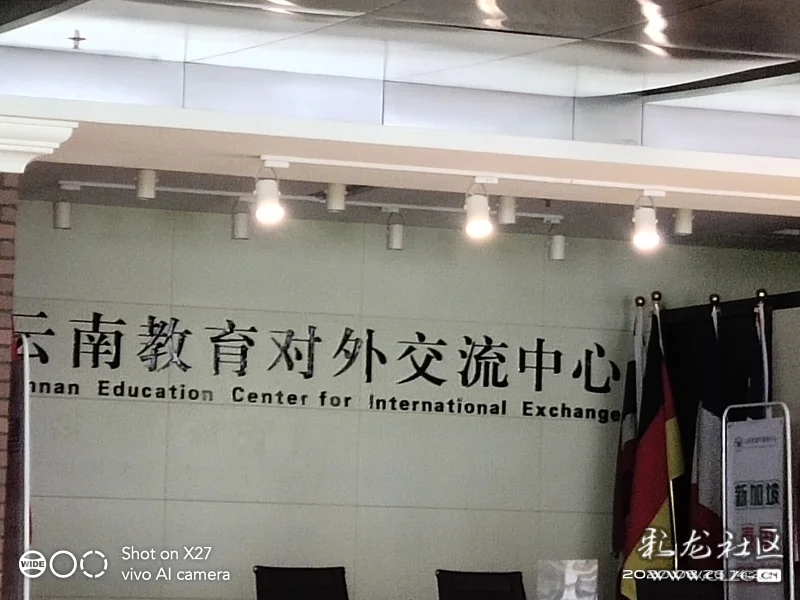 云南教育对外交流中心
nnan Education Center for International Exchange
新加坡
WIDE
Shot on X27
vivo AI camera
彩龙社区